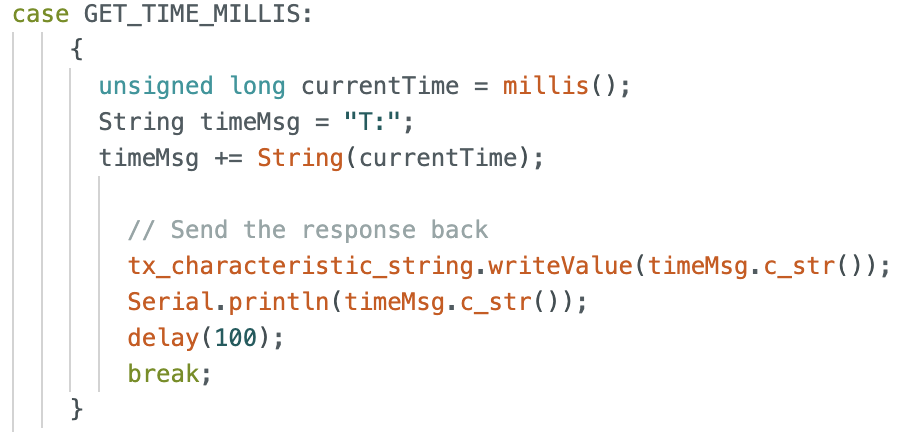 case GET_TIME_MILLIS:
{
unsigned long currentTime = millis();
String timeMsg = "T:";
timeMsg += String(currentTime);
// Send the response back
tx_characteristic_string.writeValue(timeMsg.c_str());
Serial.println(timeMsg.c_str());
delay(100);
break;
}